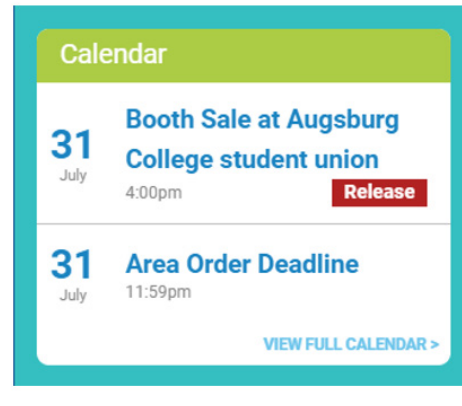 Calendar
31
July
Booth Sale at Augsburg
College student union
4:00pm
Release
31
July
Area Order Deadline
11:59pm
VIEW FULL CALENDAR >